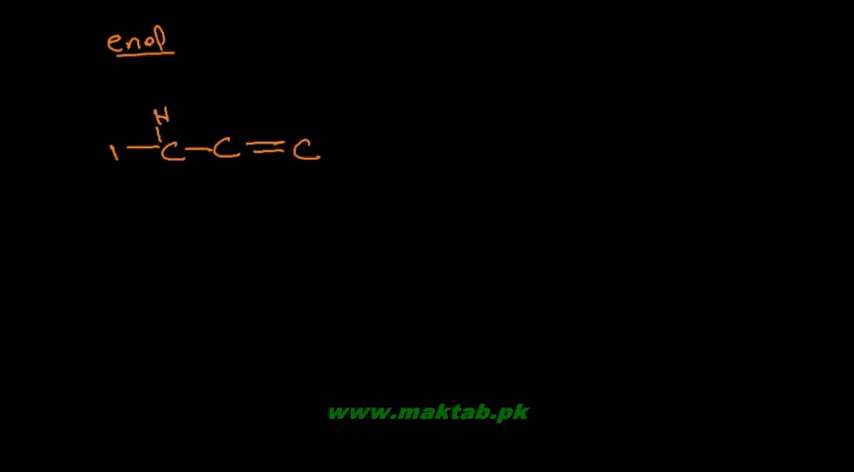 enol
H
C — C = C
www.maktab.pk